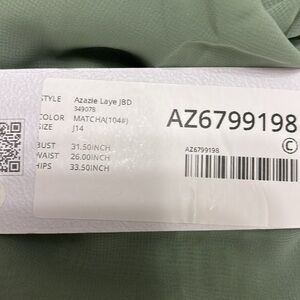 STYLE Azazie Laye JBD
349078
COLOR MATCHA(104#)
SIZE J14
BUST 31.50INCH
WAIST 26.00INCH
HIPS 33.50INCH
AZ6799198
C
AZ6799198